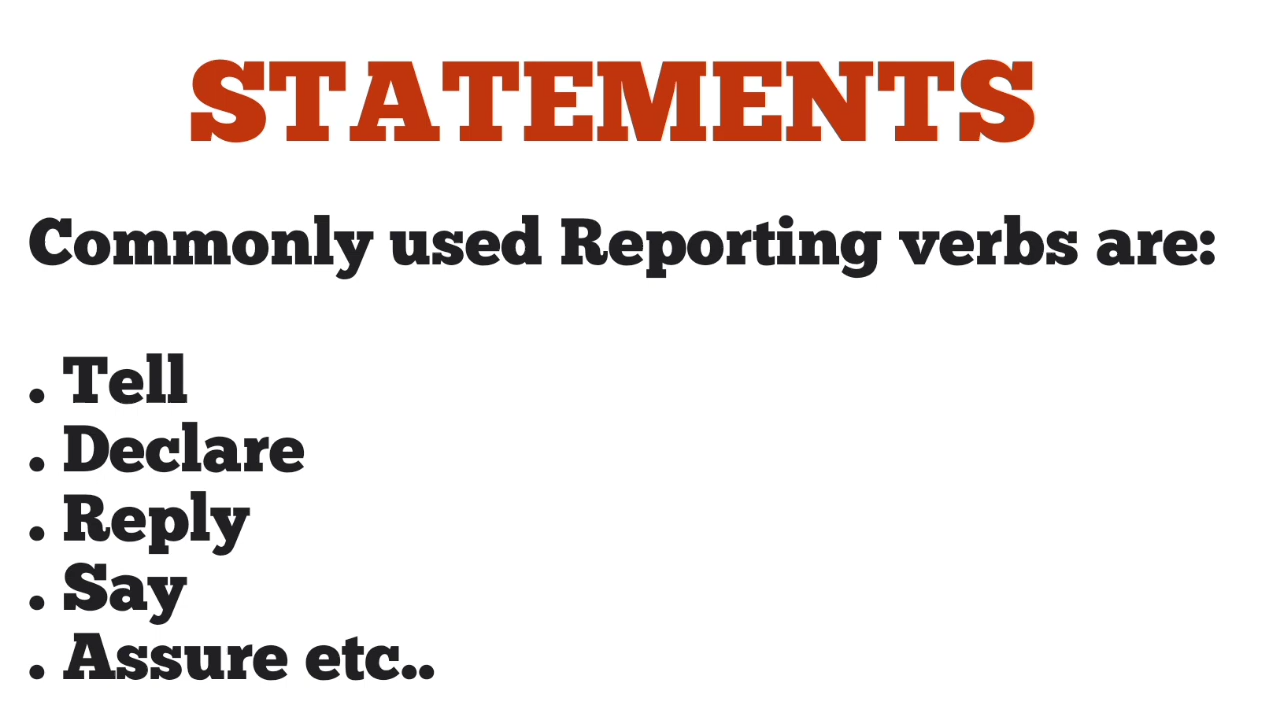 STATEMENTS
Commonly used Reporting verbs are:
. Tell
. Declare
. Reply
. Say
. Assure etc..